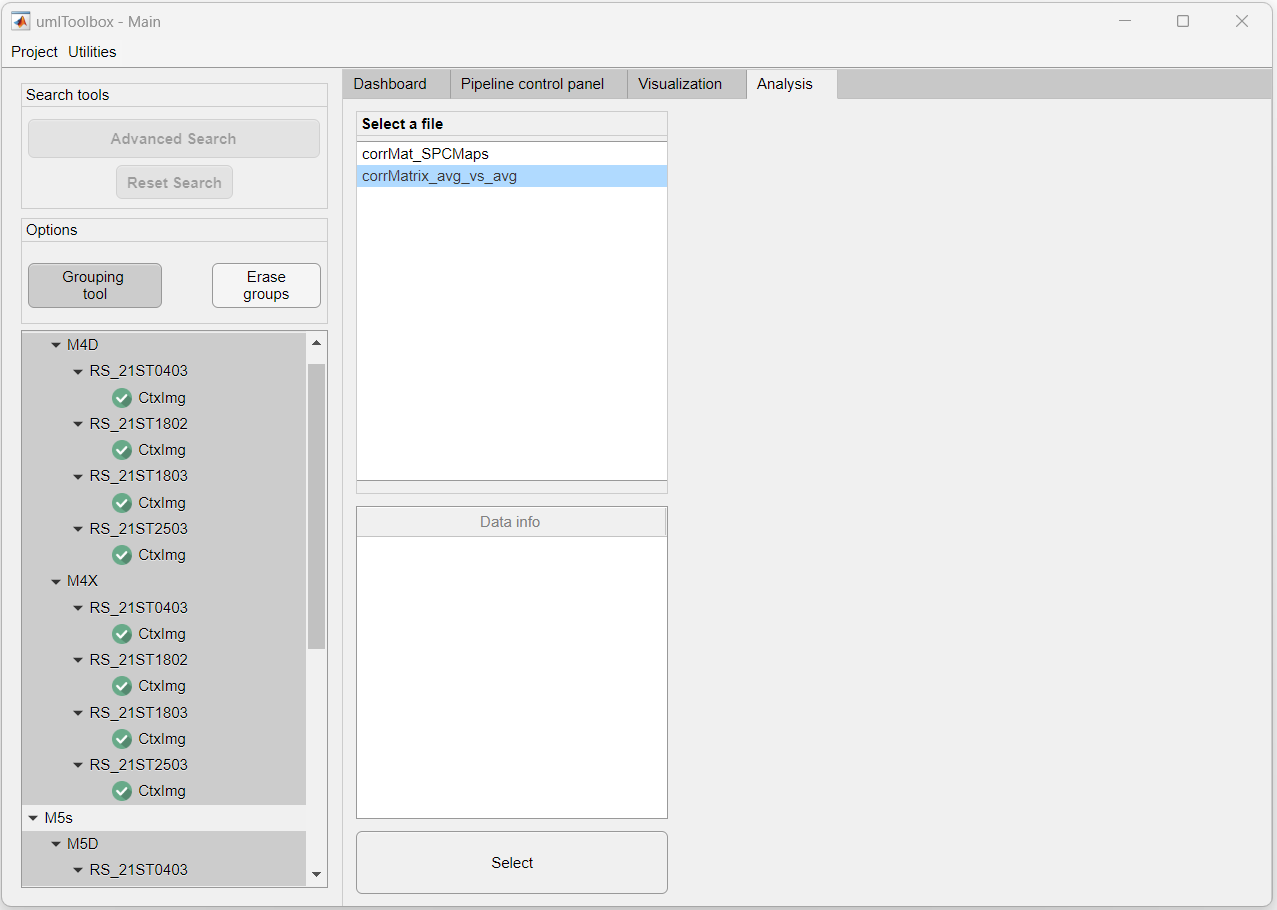 umIToolbox - Main
Project Utilities
Search tools
Advanced Search
Reset Search
Options
Grouping
tool
Erase
groups
M4D
RS_21ST0403
CtxImg
RS_21ST1802
CtxImg
RS_21ST1803
CtxImg
RS_21ST2503
CtxImg
M4X
RS_21ST0403
CtxImg
RS_21ST1802
CtxImg
RS_21ST1803
CtxImg
RS_21ST2503
CtxImg
M5s
M5D
RS_21ST0403
Dashboard Pipeline control panel Visualization Analysis
Select a file
corrMat_SPCMaps
corrMatrix_avg_vs_avg
Data info
Select